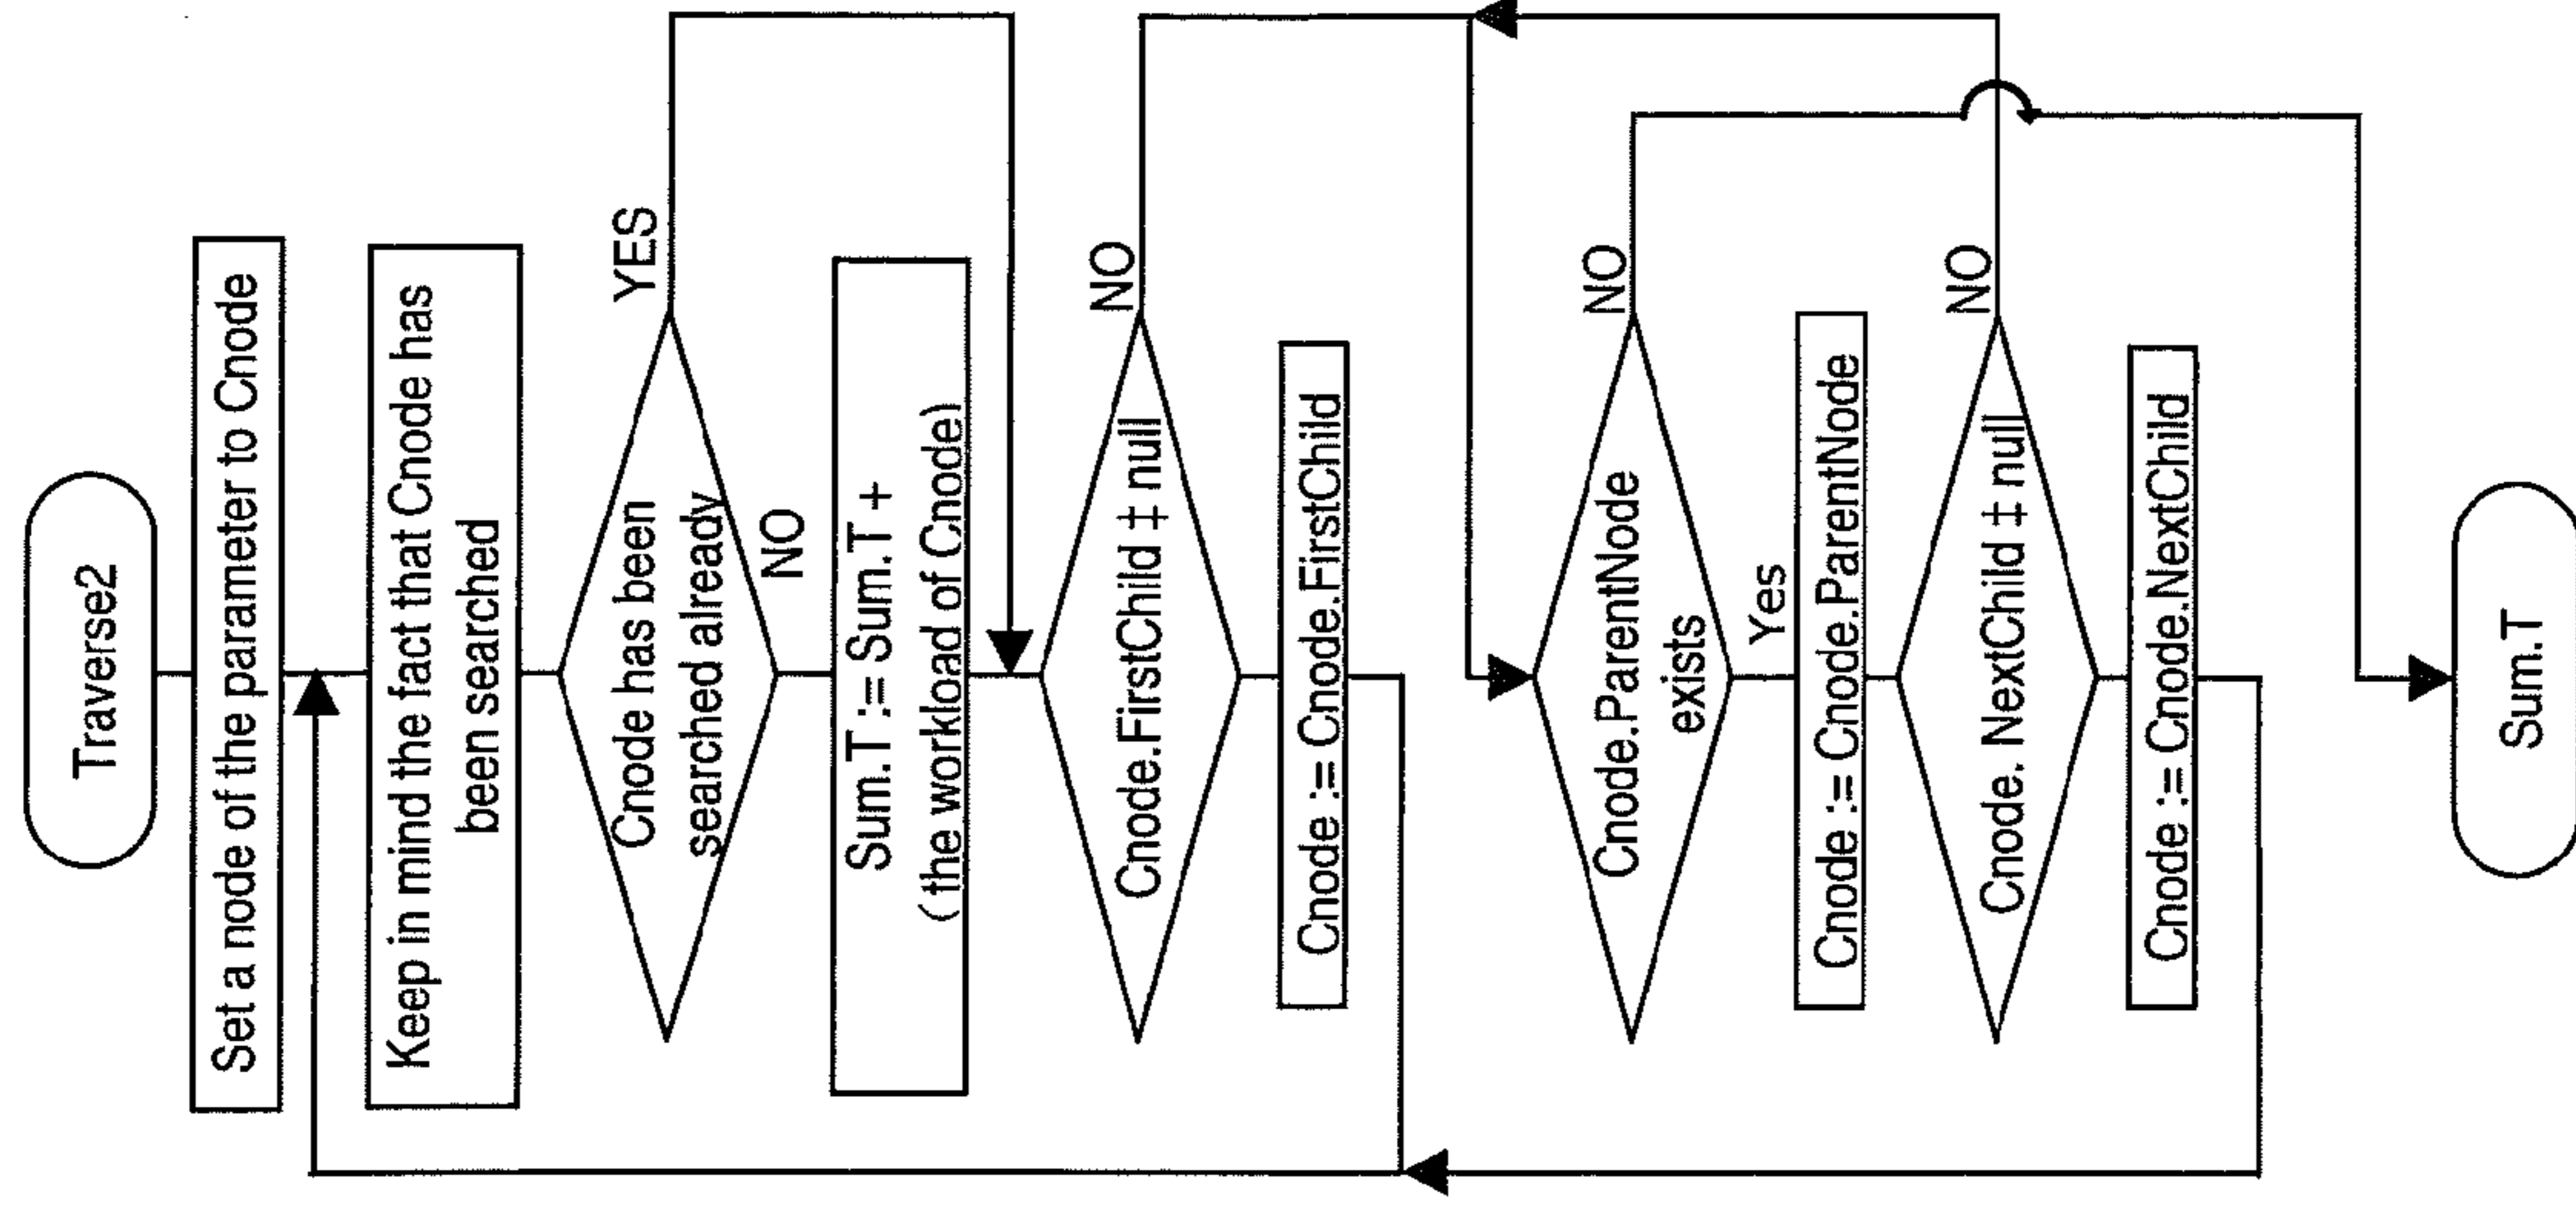 Traverse2
Set a node of the parameter to Cnode
Keep in mind the fact that Cnode has
been searched
Cnode has been
searched already
YES
NO
Sum.T := Sum.T +
(the workload of Cnode)
Cnode.FirstChild ‡ null
NO
Cnode := Cnode.FirstChild
Cnode.ParentNode
exists
NO
Yes
Cnode := Cnode.ParentNode
Cnode. NextChild ‡ null
NO
Cnode := Cnode.NextChild
Sum.T